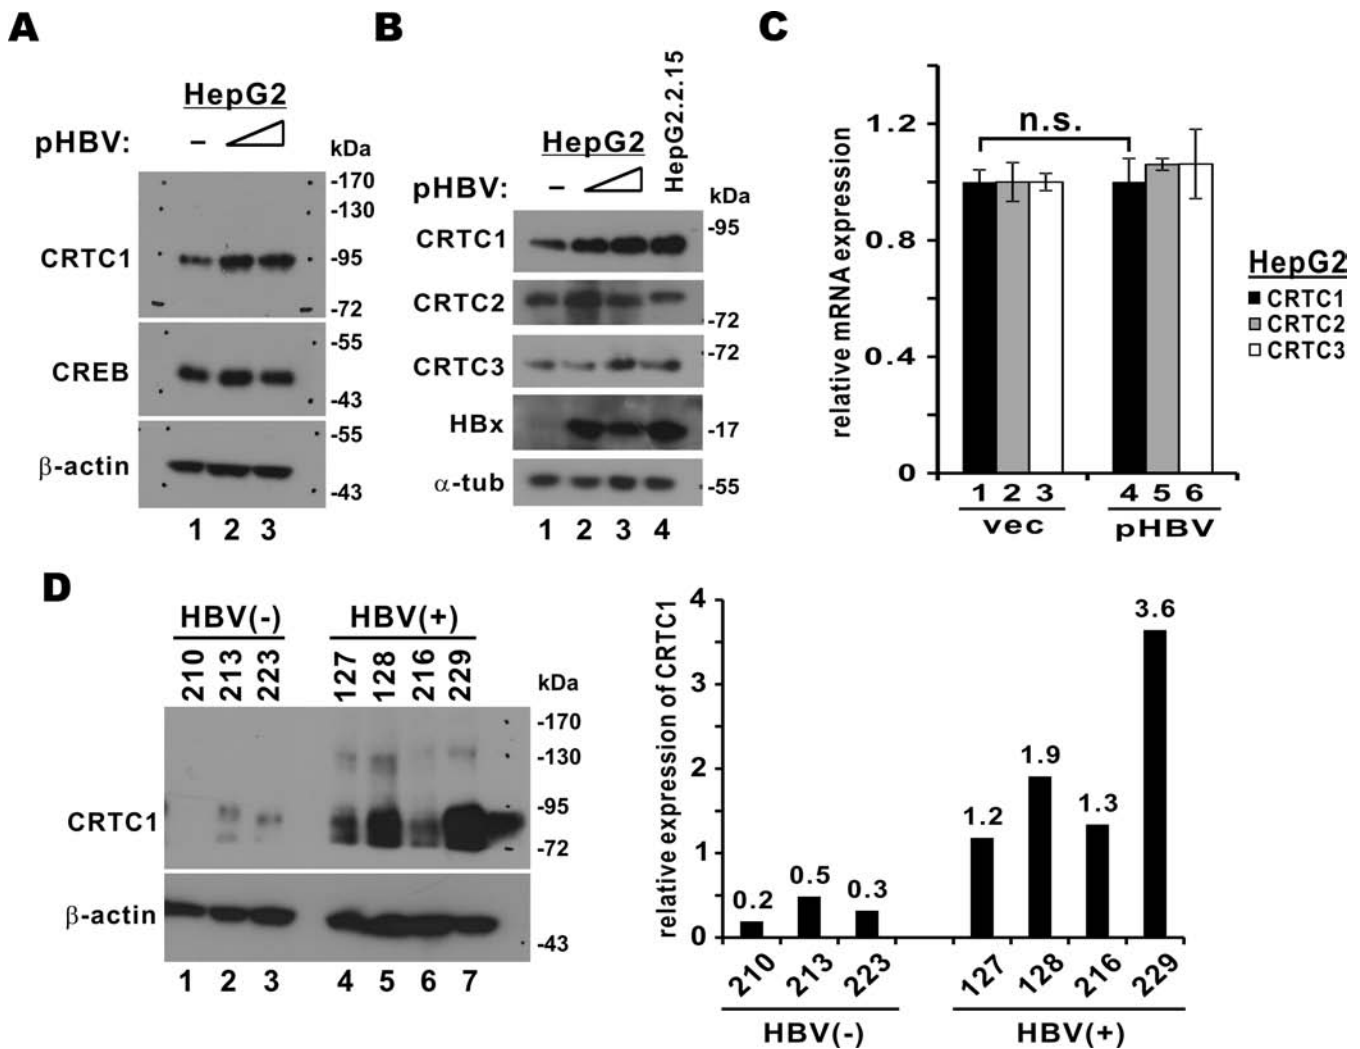 A
HepG2
pHBV: –
kDa
-170
-130
CRTC1
-95
-72
-55
CREB
-43
-55
β-actin
-43
1 2 3
B
HepG2
HepG2.2.15
pHBV: –
kDa
-95
CRTC1
CRTC2
-72
-72
CRTC3
HBx
-17
α-tub
-55
1 2 3 4
C
relative mRNA expression
1.2
0.8
0.4
0
n.s.
1 2 3 4 5 6
vec pHBV
HepG2
CRTC1
CRTC2
CRTC3
D
HBV(-) HBV(+)
210 213 223 127 128 216 229
kDa
-170
-130
-95
CRTC1
-72
β-actin
-43
1 2 3 4 5 6 7
relative expression of CRTC1
4
3
2
1
0
0.2 0.5 0.3 1.2 1.9 1.3 3.6
210 213 223 127 128 216 229
HBV(-) HBV(+)